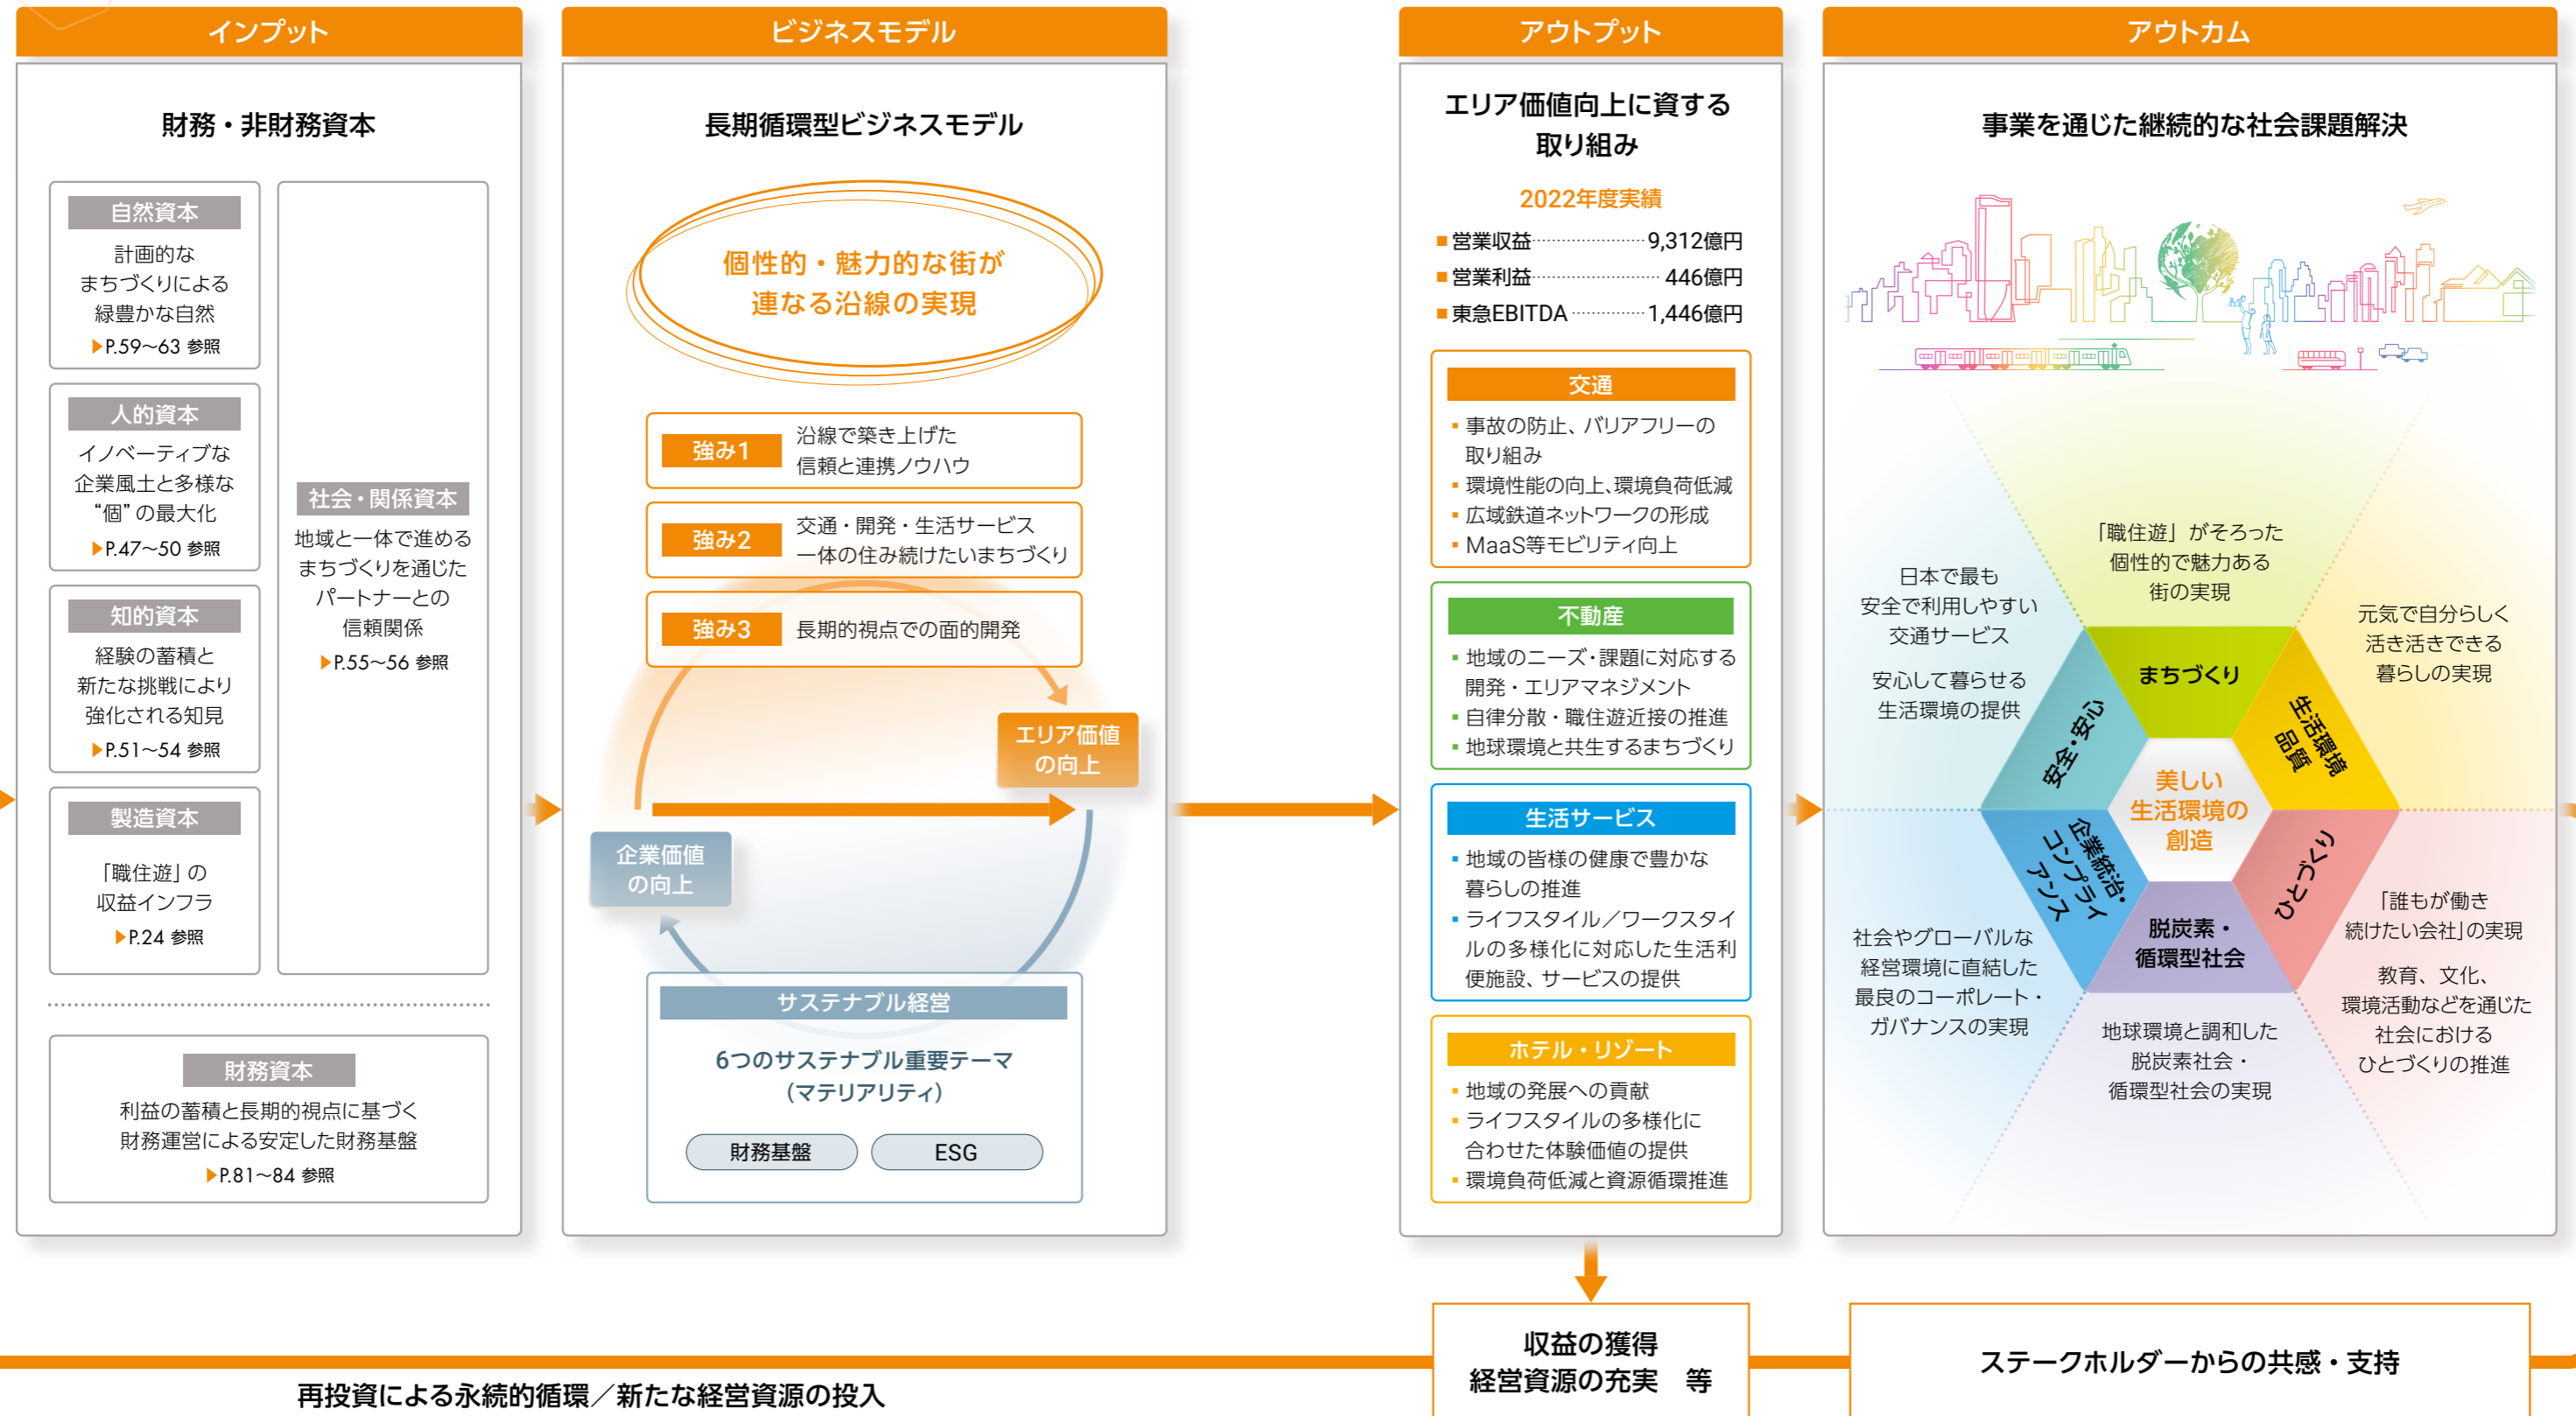 インプット
財務・非財務資本
自然資本
計画的な
まちづくりによる
緑豊かな自然
▶P.59～63 参照
人的資本
イノベーティブな
企業風土と多様な
“個”の最大化
▶P.47～50 参照
知的資本
経験の蓄積と
新たな挑戦により
強化される知見
▶P.51～54 参照
製造資本
「職住遊」の
収益インフラ
▶P.24 参照
社会・関係資本
地域と一体で進める
まちづくりを通じた
パートナーとの
信頼関係
▶P.55～56 参照
財務資本
利益の蓄積と長期的視点に基づく
財務運営による安定した財務基盤
▶P.81～84 参照
ビジネスモデル
長期循環型ビジネスモデル
個性的・魅力的な街が
連なる沿線の実現
強み1
沿線で築き上げた
信頼と連携ノウハウ
強み2
交通・開発・生活サービス
一体の住み続けたいまちづくり
強み3
長期的視点での面的開発
エリア価値
の向上
企業価値
の向上
サステナブル経営
6つのサステナブル重要テーマ
（マテリアリティ）
財務基盤
ESG
アウトプット
エリア価値向上に資する
取り組み
2022年度実績
■営業収益 9,312億円
■営業利益 446億円
■東急EBITDA 1,446億円
交通
▪事故の防止、バリアフリーの
取り組み
▪環境性能の向上、環境負荷低減
▪広域鉄道ネットワークの形成
▪MaaS等モビリティ向上
不動産
▪地域のニーズ・課題に対応する
開発・エリアマネジメント
▪自律分散・職住遊近接の推進
▪地球環境と共生するまちづくり
生活サービス
▪地域の皆様の健康で豊かな
暮らしの推進
▪ライフスタイル／ワークスタイ
ルの多様化に対応した生活利
便施設、サービスの提供
ホテル・リゾート
▪地域の発展への貢献
▪ライフスタイルの多様化に
合わせた体験価値の提供
▪環境負荷低減と資源循環推進
アウトカム
事業を通じた継続的な社会課題解決
「職住遊」がそろった
個性的で魅力ある
街の実現
日本で最も
安全で利用しやすい
交通サービス
安心して暮らせる
生活環境の提供
元気で自分らしく
活き活きできる
暮らしの実現
まちづくり
安全・安心
生活環境
品質
美しい
生活環境の
創造
企業統治・
コンプライ
アンス
ひとづくり
脱炭素・
循環型社会
社会やグローバルな
経営環境に直結した
最良のコーポレート・
ガバナンスの実現
地球環境と調和した
脱炭素社会・
循環型社会の実現
「誰もが働き
続けたい会社」の実現
教育、文化、
環境活動などを通じた
社会における
ひとづくりの推進
収益の獲得
経営資源の充実　等
ステークホルダーからの共感・支持
再投資による永続的循環／新たな経営資源の投入